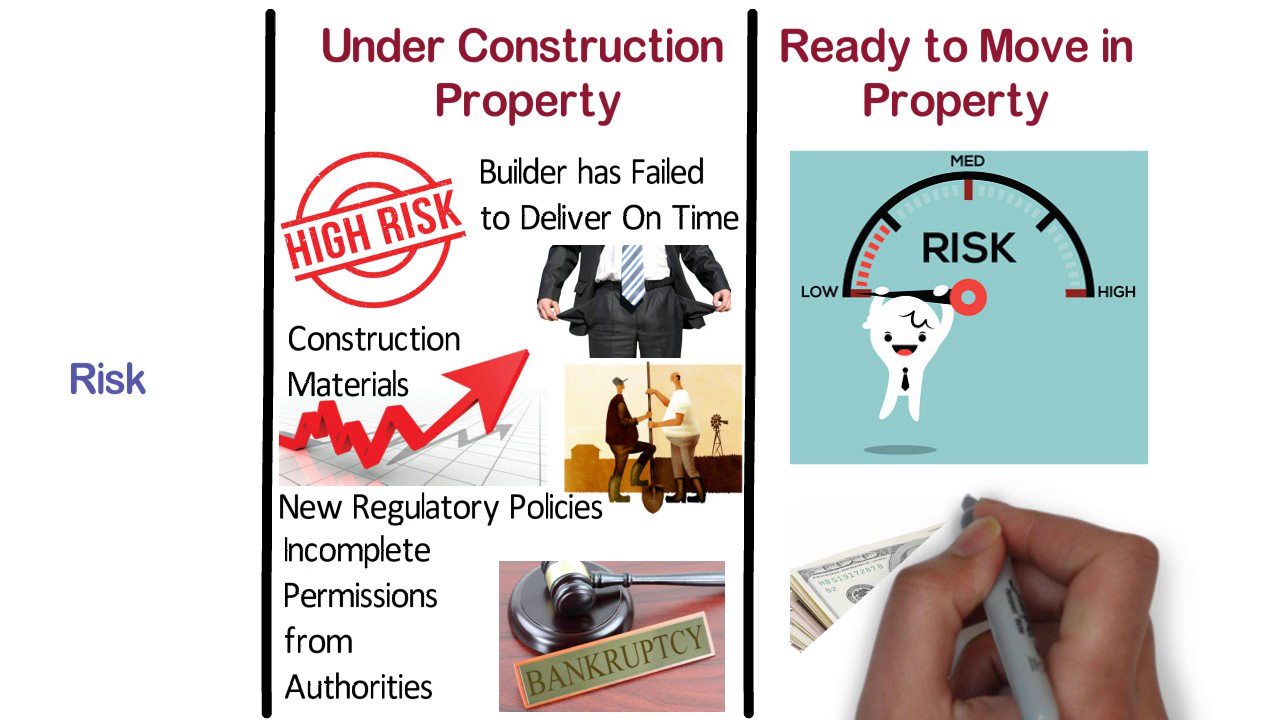 Under Construction
Property
Ready to Move in
Property
Risk
HIGH RISK
Builder has Failed
to Deliver On Time
Construction
Materials
New Regulatory Policies
Incomplete
Permissions
from
Authorities
BANKRUPTCY
MED
RISK
LOW
HIGH